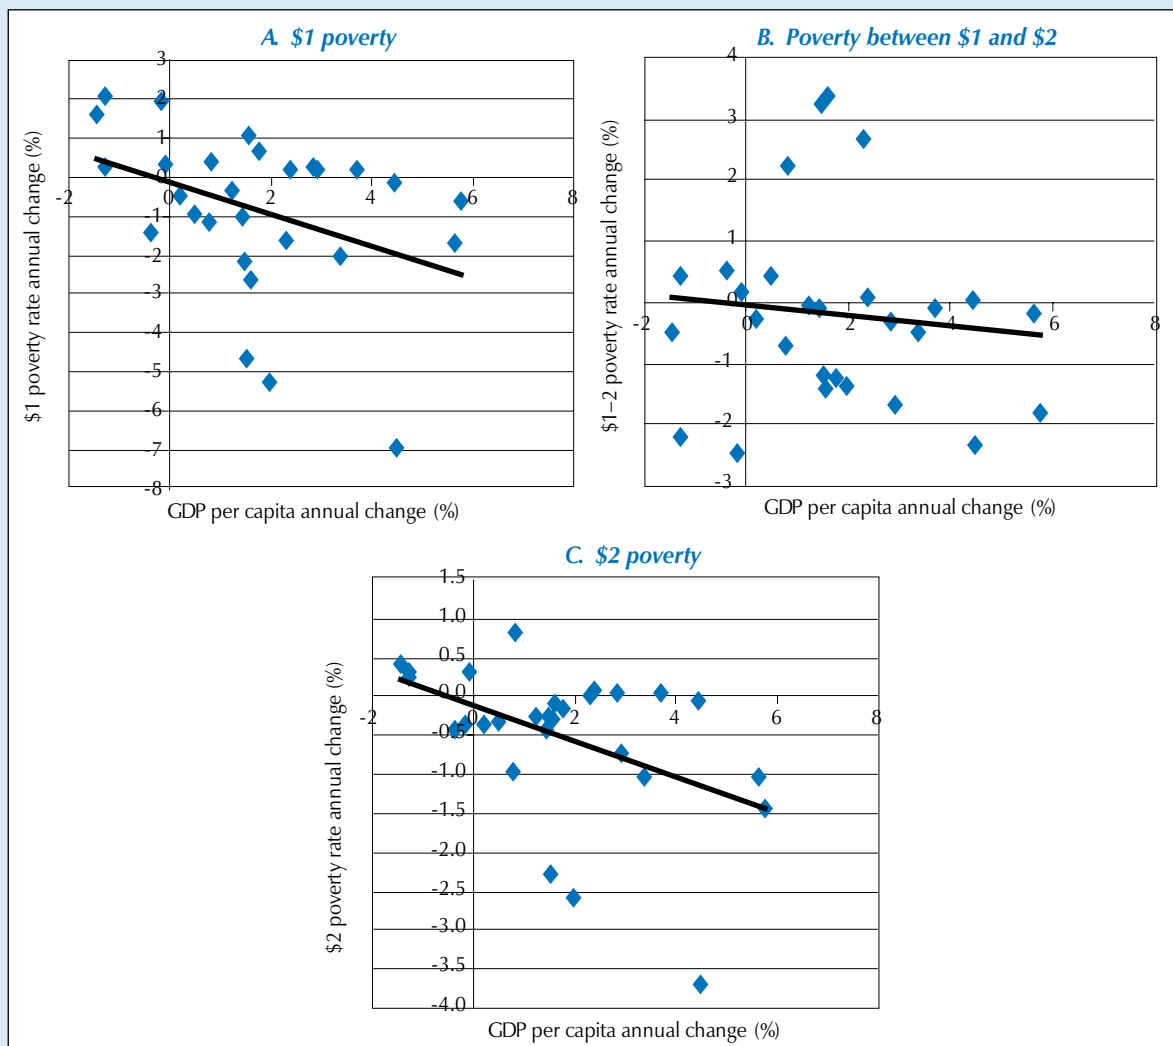 A. $1 poverty
3
2
1
0
-1
-2
-3
-4
-5
-6
-7
-8
-2 0 2 4 6 8
$1 poverty rate annual change (%)
GDP per capita annual change (%)
B. Poverty between $1 and $2
4
3
2
1
0
-1
-2
-3
-2 0 2 4 6 8
$1–2 poverty rate annual change (%)
GDP per capita annual change (%)
C. $2 poverty
1.5
1.0
0.5
0.0
-0.5
-1.0
-1.5
-2.0
-2.5
-3.0
-3.5
-4.0
-2 0 2 4 6 8
$2 poverty rate annual change (%)
GDP per capita annual change (%)